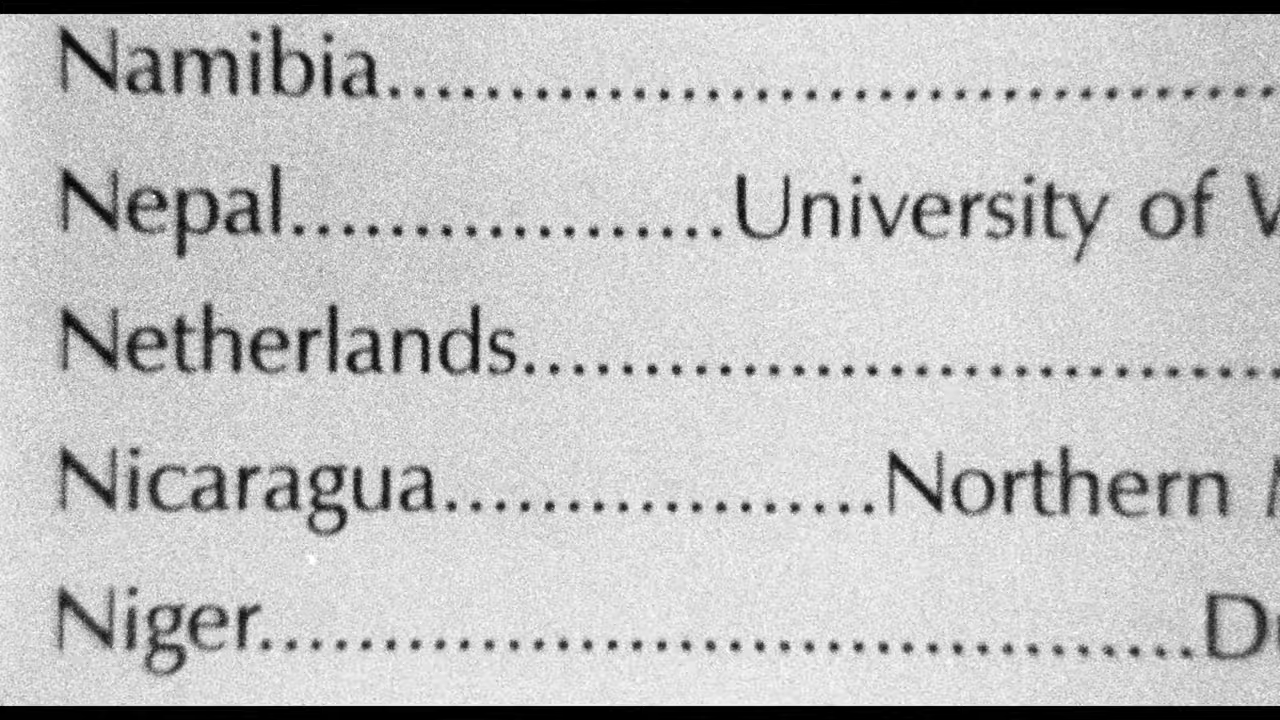 Namibia....................................
Nepal..................University of
Netherlands...............................
Nicaragua..................Northern
Niger......................................